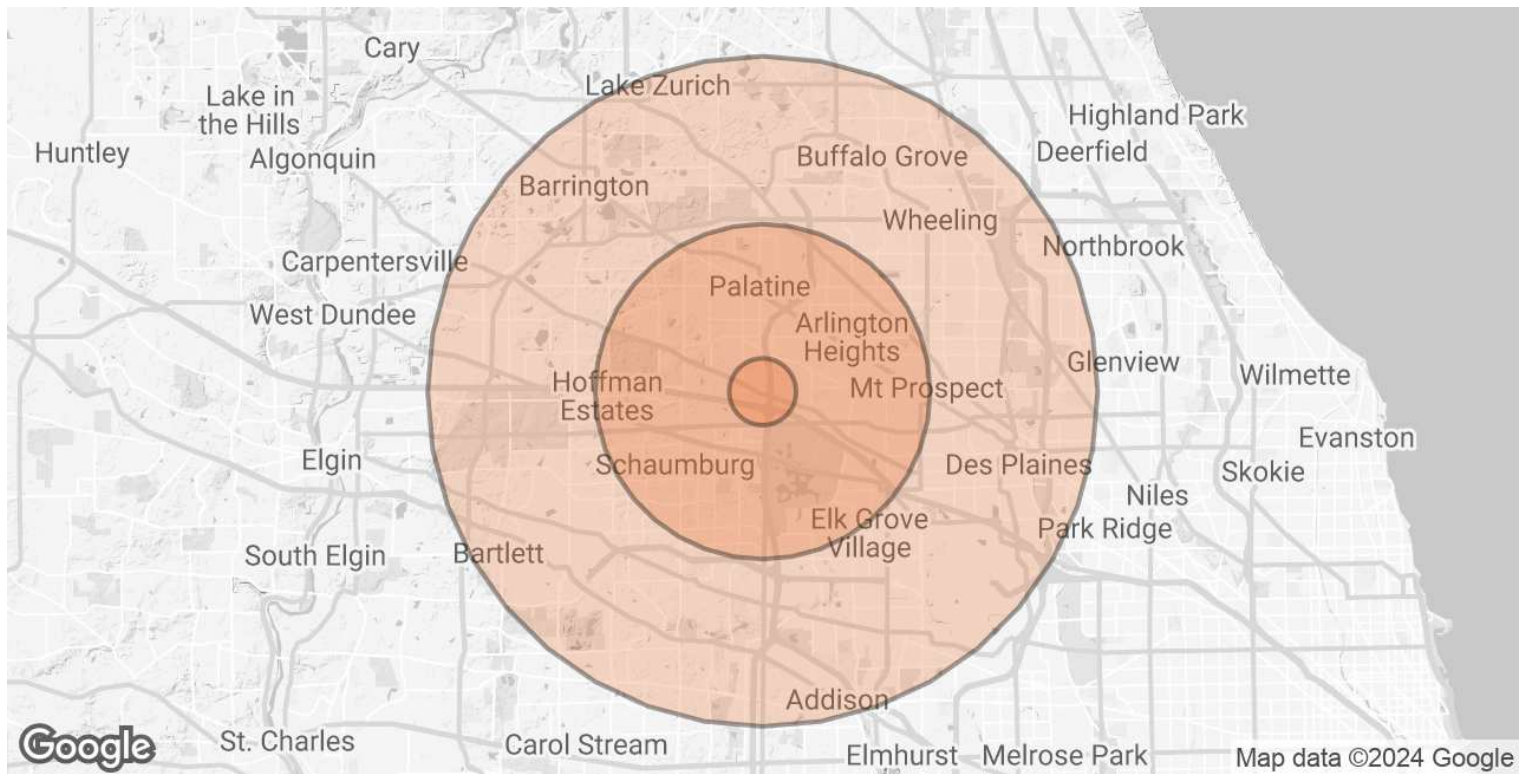 Cary
Lake Zurich
Lake in
the Hills
Highland Park
Huntley
Algonquin
Buffalo Grove
Deerfield
Barrington
Wheeling
Northbrook
Carpentersville
Palatine
West Dundee
Arlington
Heights
Glenview
Wilmette
Hoffman
Estates
Mt Prospect
Evanston
Elgin
Schaumburg
Des Plaines
Skokie
Niles
Elk Grove
Village
Park Ridge
South Elgin
Bartlett
Addison
Google
St. Charles
Carol Stream
Elmhurst
Melrose Park
Map data ©2024 Google